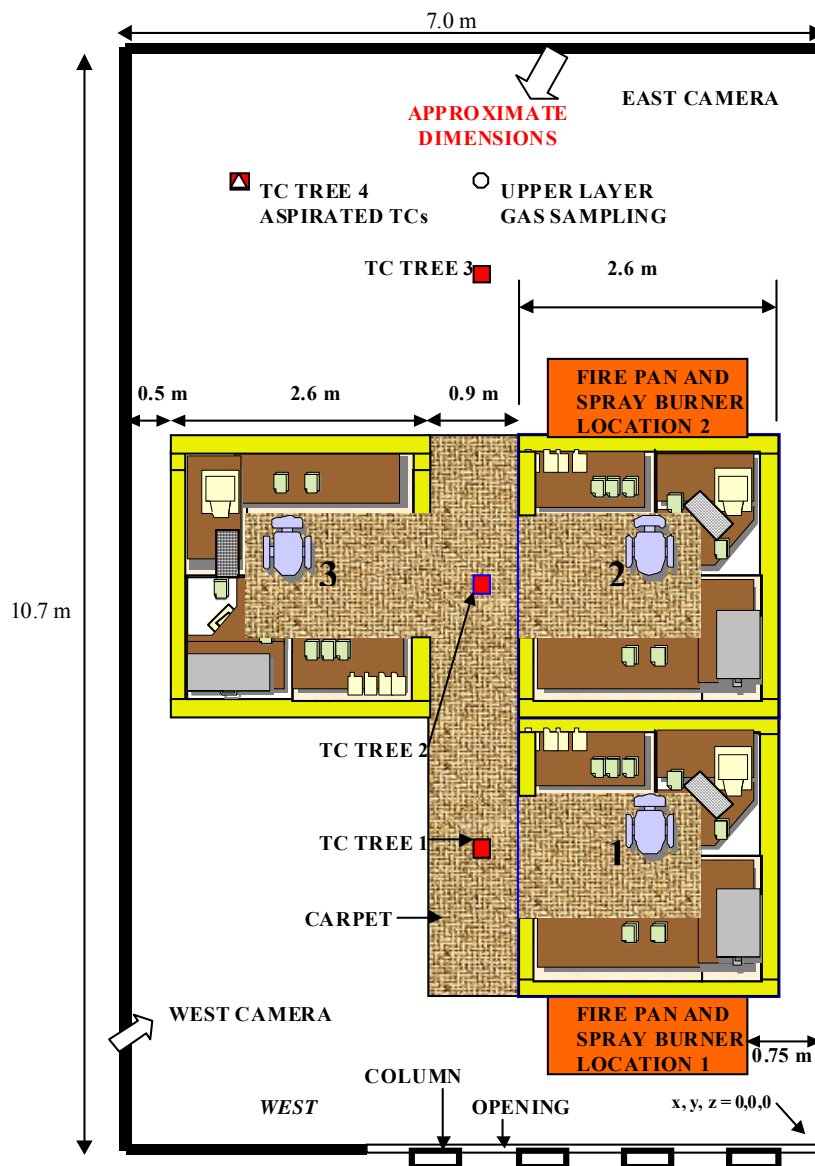 7.0 m
EAST CAMERA
APPROXIMATE
DIMENSIONS
TC TREE 4
ASPIRATED TCs
UPPER LAYER
GAS SAMPLING
TC TREE 3
2.6 m
FIRE PAN AND
SPRAY BURNER
LOCATION 2
0.5 m
2.6 m
0.9 m
3
2
10.7 m
TC TREE 2
TC TREE 1
1
CARPET
WEST CAMERA
FIRE PAN AND
SPRAY BURNER
LOCATION 1
0.75 m
COLUMN
WEST
OPENING
x, y, z = 0,0,0